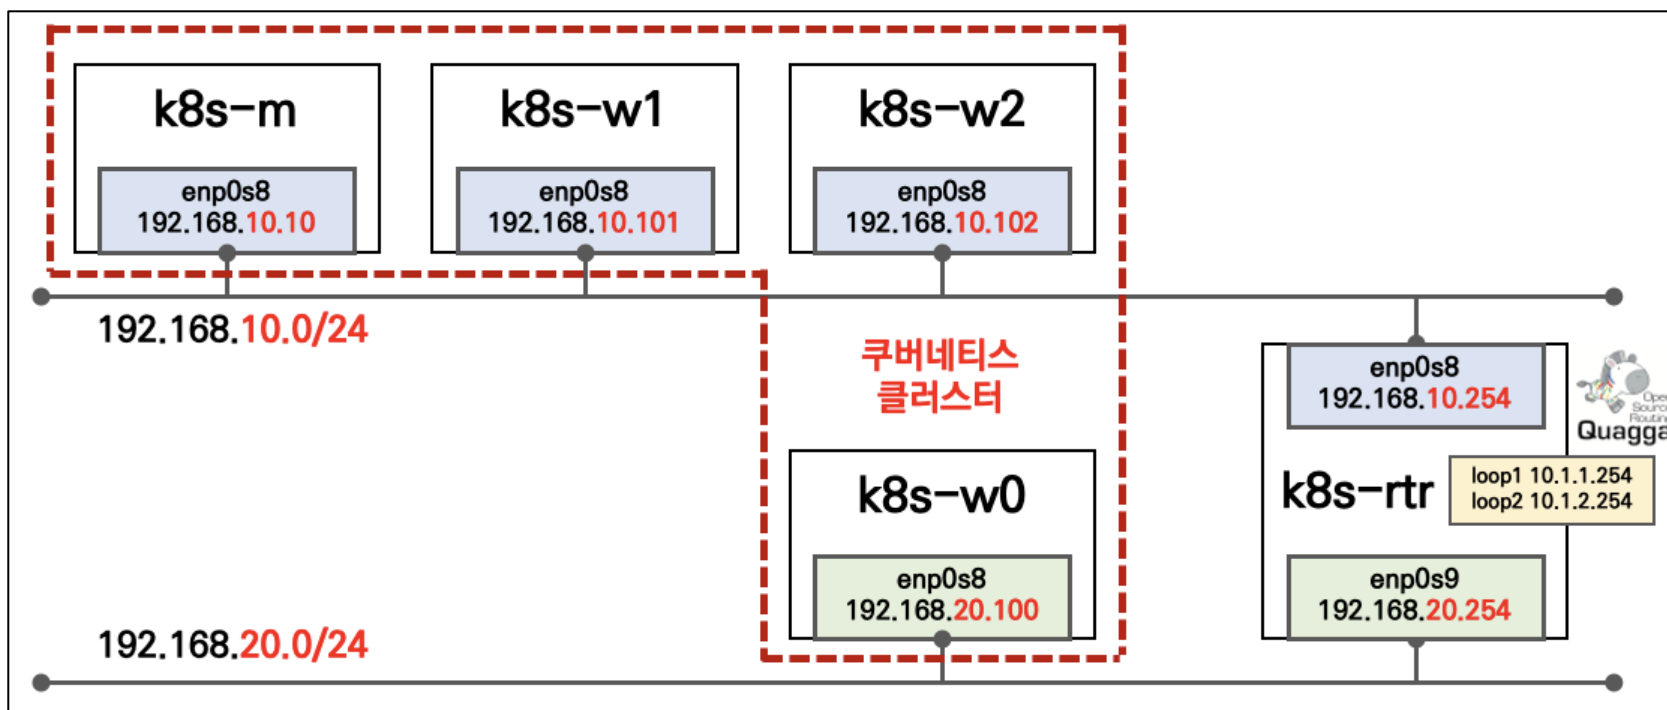 k8s-m
enp0s8
192.168.10.10
k8s-w1
enp0s8
192.168.10.101
k8s-w2
enp0s8
192.168.10.102
192.168.10.0/24
쿠버네티스
클러스터
enp0s8
192.168.10.254
Open
Source
Routing
Quagga
k8s-rtr
loop1 10.1.1.254
loop2 10.1.2.254
enp0s9
192.168.20.254
k8s-w0
enp0s8
192.168.20.100
192.168.20.0/24